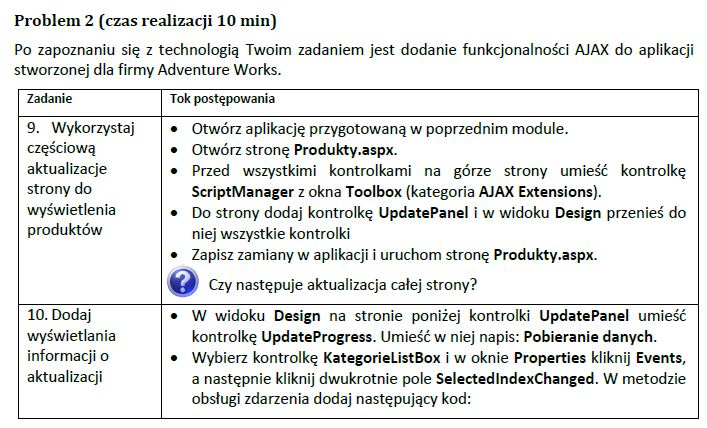 Problem 2 (czas realizacji 10 min)
Po zapoznaniu się z technologią Twoim zadaniem jest dodanie funkcjonalności AJAX do aplikacji
stworzonej dla firmy Adventure Works.
Zadanie
Tok postępowania
9. Wykorzystaj
częściową
aktualizacje
strony do
wyświetlenia
produktów
• Otwórz aplikację przygotowaną w poprzednim module.
• Otwórz stronę Produkty.aspx.
• Przed wszystkimi kontrolkami na górze strony umieść kontrolkę
ScriptManager z okna Toolbox (kategoria AJAX Extensions).
• Do strony dodaj kontrolkę UpdatePanel i w widoku Design przenieś do
niej wszystkie kontrolki
• Zapisz zamiany w aplikacji i uruchom stronę Produkty.aspx.
? Czy następuje aktualizacja całej strony?
10. Dodaj
wyświetlania
informacji o
aktualizacji
• W widoku Design na stronie poniżej kontrolki UpdatePanel umieść
kontrolkę UpdateProgress. Umieść w niej napis: Pobieranie danych.
• Wybierz kontrolkę KategorieListBox i w oknie Properties kliknij Events,
a następnie kliknij dwukrotnie pole SelectedIndexChanged. W metodzie
obsługi zdarzenia dodaj następujący kod: